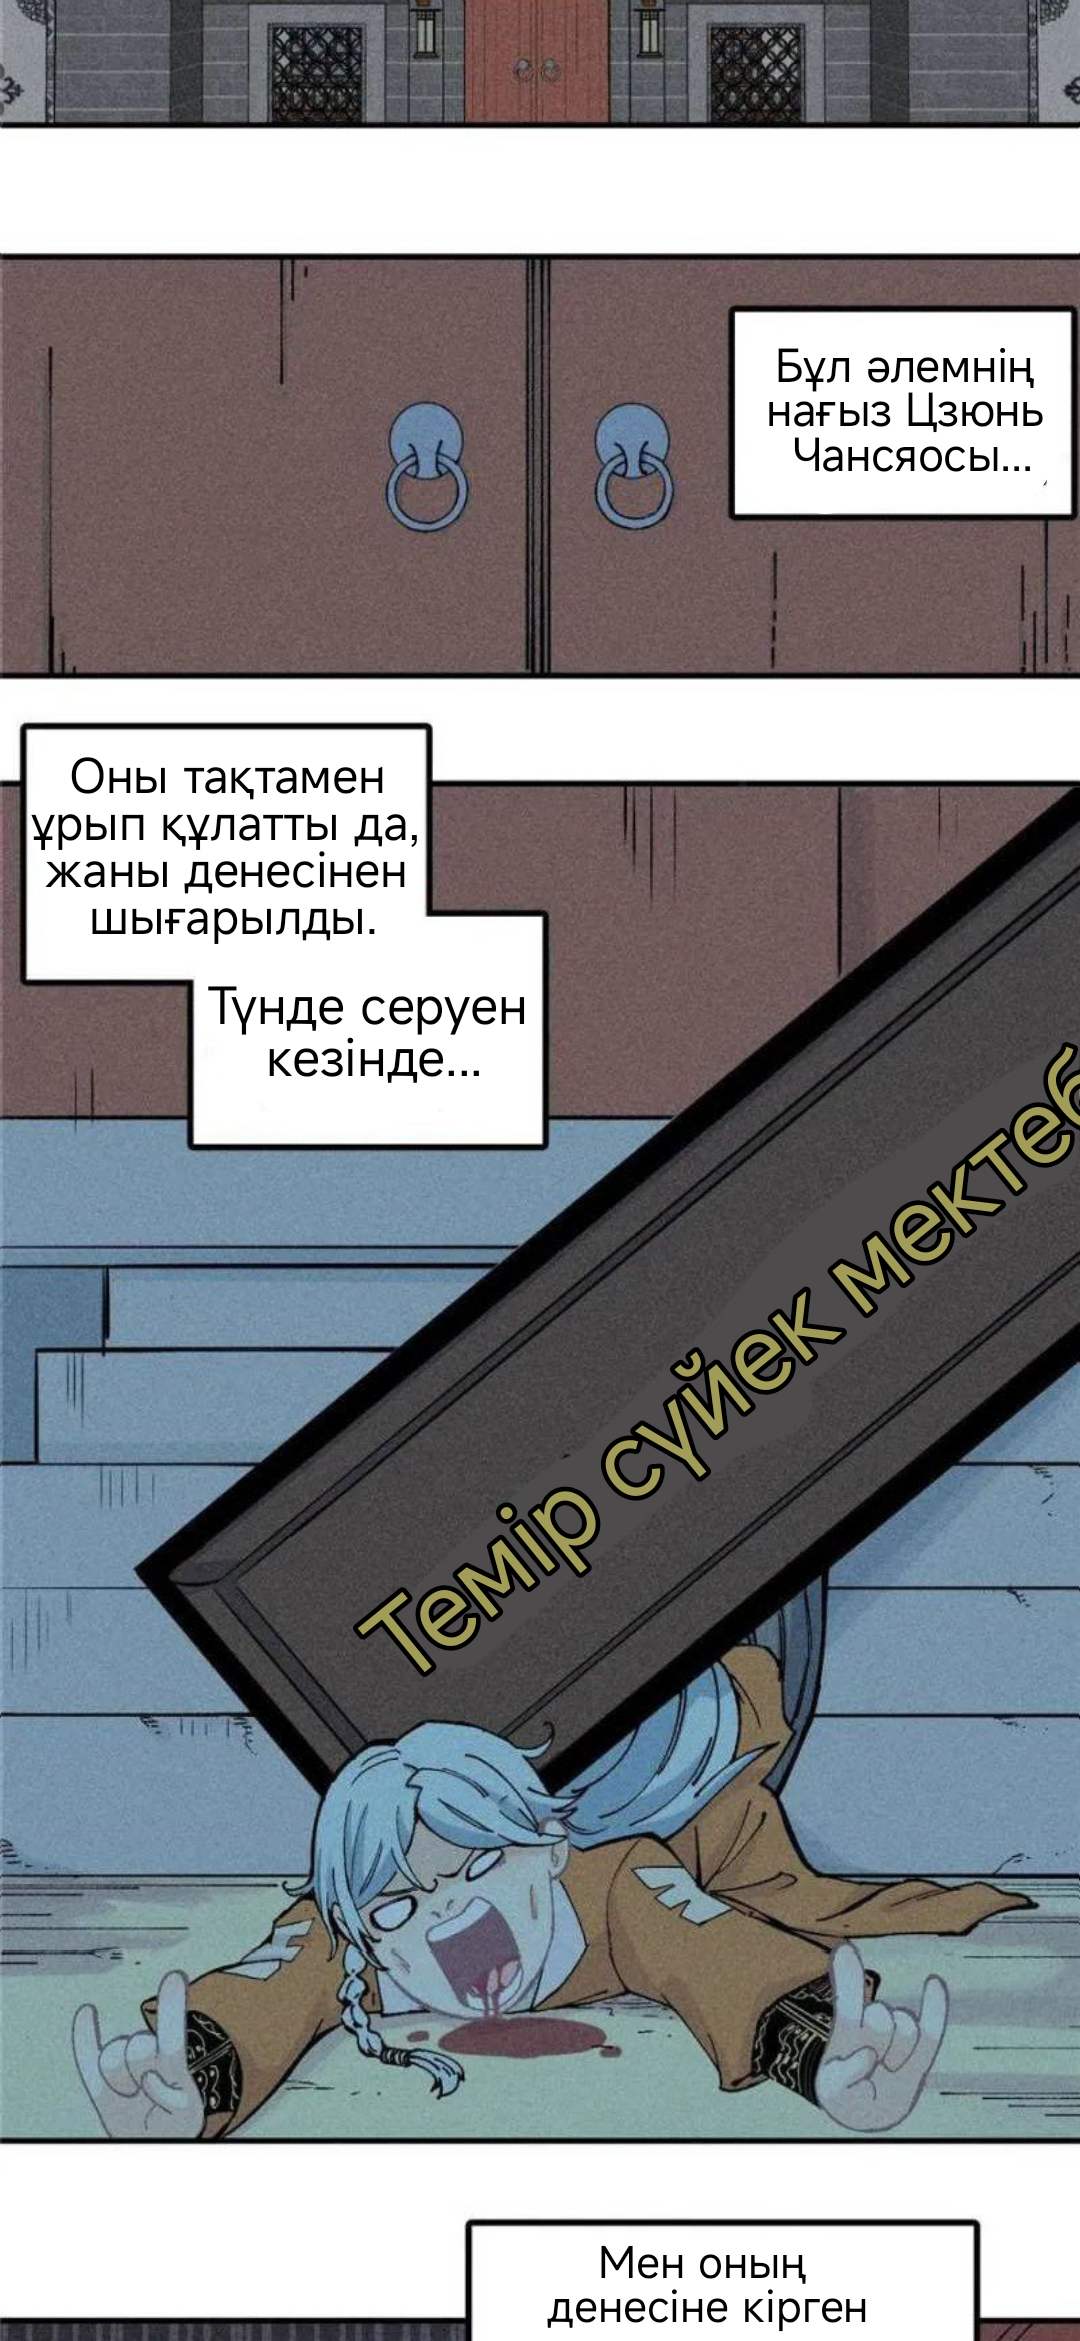 Бұл әлемнің
нағыз Цзюнь
Чансяосы...
Оны тақтамен
ұрып құлатты да,
жаны денесінен
шығарылды.
Түнде серуен
кезінде...
Темір сүйек мектеб
Мен оның
денесіне кірген